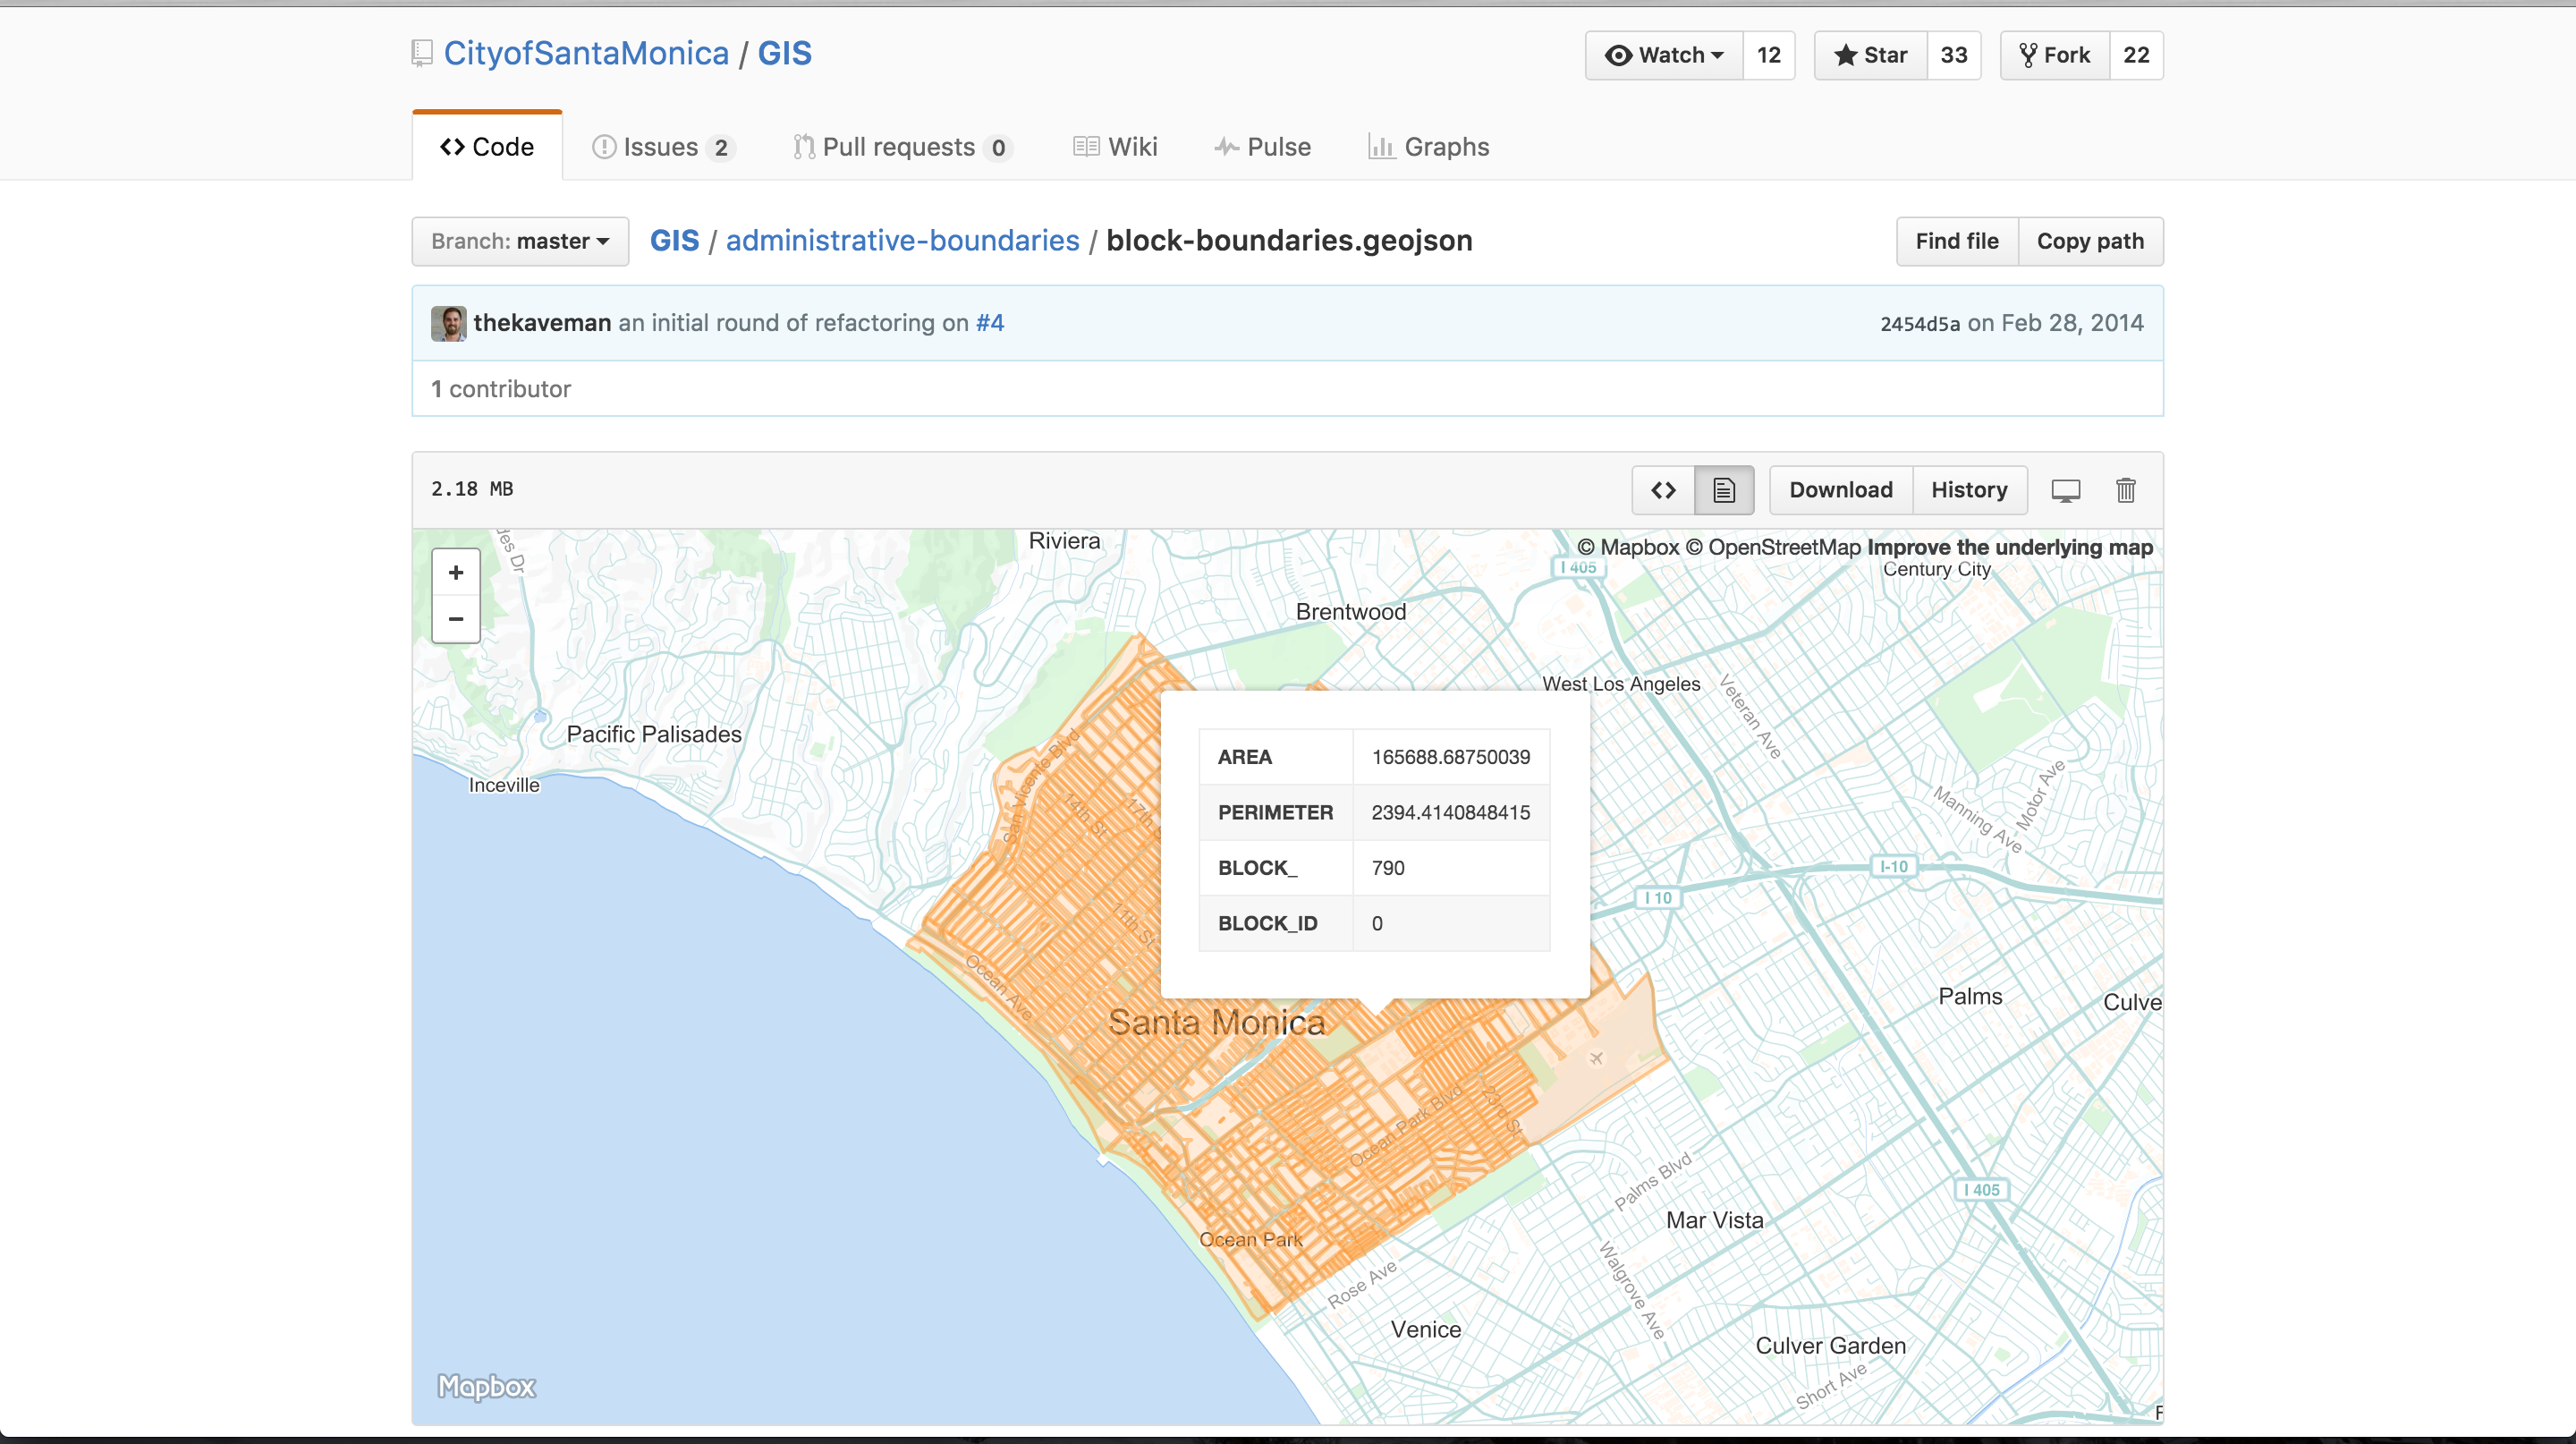 CityofSantaMonica / GIS
Watch 12 Star 33 Fork 22
Code Issues 2 Pull requests 0 Wiki Pulse Graphs
Branch: master GIS / administrative-boundaries / block-boundaries.geojson Find file Copy path
thekaveman an initial round of refactoring on #4 2454d5a on Feb 28, 2014
1 contributor
2.18 MB Download History
+
−
des Dr
Riviera
© Mapbox © OpenStreetMap Improve the underlying map
I 405
Century City
Brentwood
West Los Angeles
Veteran Ave
Pacific Palisades
Inceville
San Vicente Blvd
14th St
17th S
AREA 165688.68750039
PERIMETER 2394.4140848415
BLOCK_ 790
BLOCK_ID 0
Manning Ave
Motor Ave
I-10
I 10
11th St
Ocean Ave
Santa Monica
Palms
Culve
Ocean Park Blvd
23rd St
Palms Blvd
I 405
Mar Vista
Ocean Park
Rose Ave
Walgrove Ave
Venice
Culver Garden
Short Ave
Mapbox
F